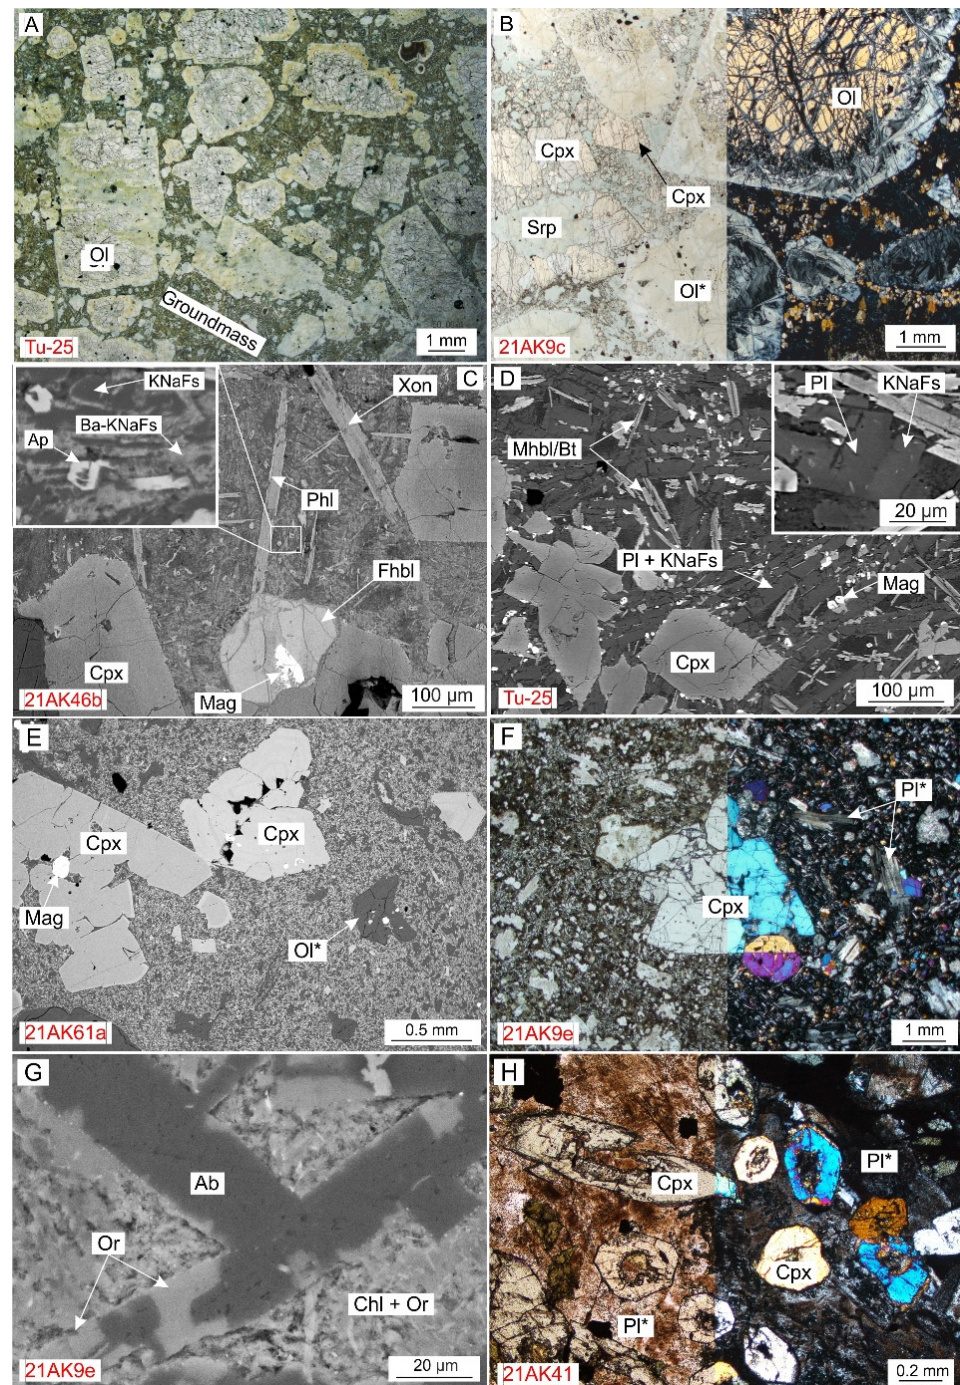 A
Ol
Groundmass
1 mm
Tu-25
B
Ol
Cpx
Cpx
Srp
Ol*
1 mm
21AK9c
C
KNaFs
Xon
Ba-KNaFs
Ap
Phl
Fhbl
Cpx
Mag
100 µm
21AK46b
D
Pl
KNaFs
Mhbl/Bt
20 µm
Pl + KNaFs
Mag
Cpx
100 µm
Tu-25
E
Cpx
Cpx
Mag
Ol*
0.5 mm
21AK61a
F
Pl*
Cpx
1 mm
21AK9e
G
Ab
Or
Chl + Or
20 µm
21AK9e
H
Pl*
Cpx
Cpx
Pl*
0.2 mm
21AK41